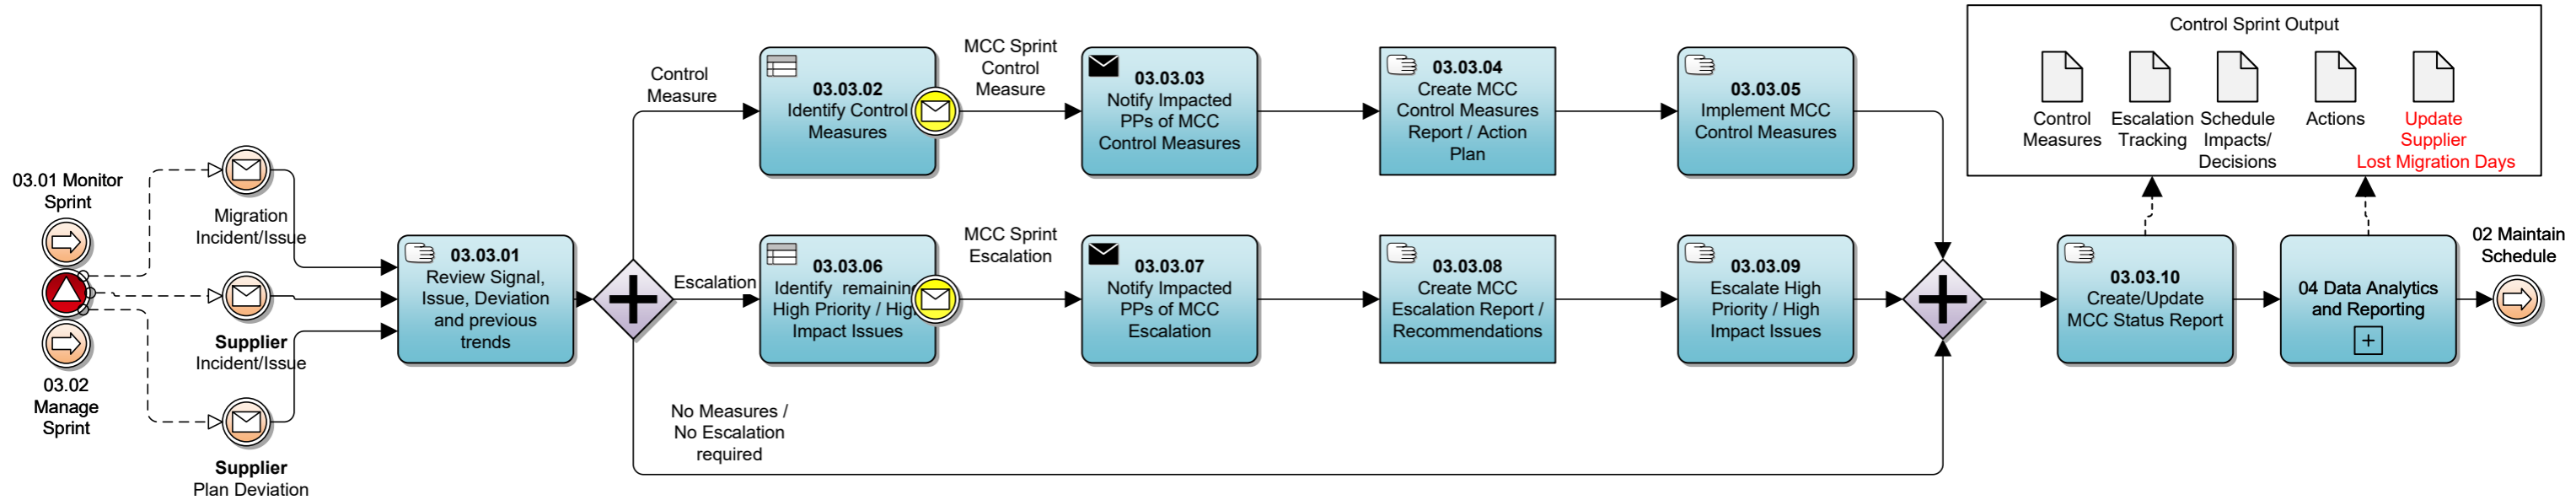 03.01 Monitor
Sprint
03.02
Manage
Sprint
Migration
Incident/Issue
Supplier
Incident/Issue
Supplier
Plan Deviation
03.03.01
Review Signal,
Issue, Deviation
and previous
trends
Control
Measure
03.03.02
Identify Control
Measures
MCC Sprint
Control
Measure
03.03.03
Notify Impacted
PPs of MCC
Control Measures
03.03.04
Create MCC
Control Measures
Report / Action
Plan
03.03.05
Implement MCC
Control Measures
Escalation
03.03.06
Identify remaining
High Priority / High
Impact Issues
MCC Sprint
Escalation
03.03.07
Notify Impacted
PPs of MCC
Escalation
03.03.08
Create MCC
Escalation Report /
Recommendations
03.03.09
Escalate High
Priority / High
Impact Issues
No Measures /
No Escalation
required
Control Sprint Output
Control
Measures
Escalation
Tracking
Schedule
Impacts/
Decisions
Actions
Update
Supplier
Lost Migration Days
03.03.10
Create/Update
MCC Status Report
04 Data Analytics
and Reporting
02 Maintain
Schedule